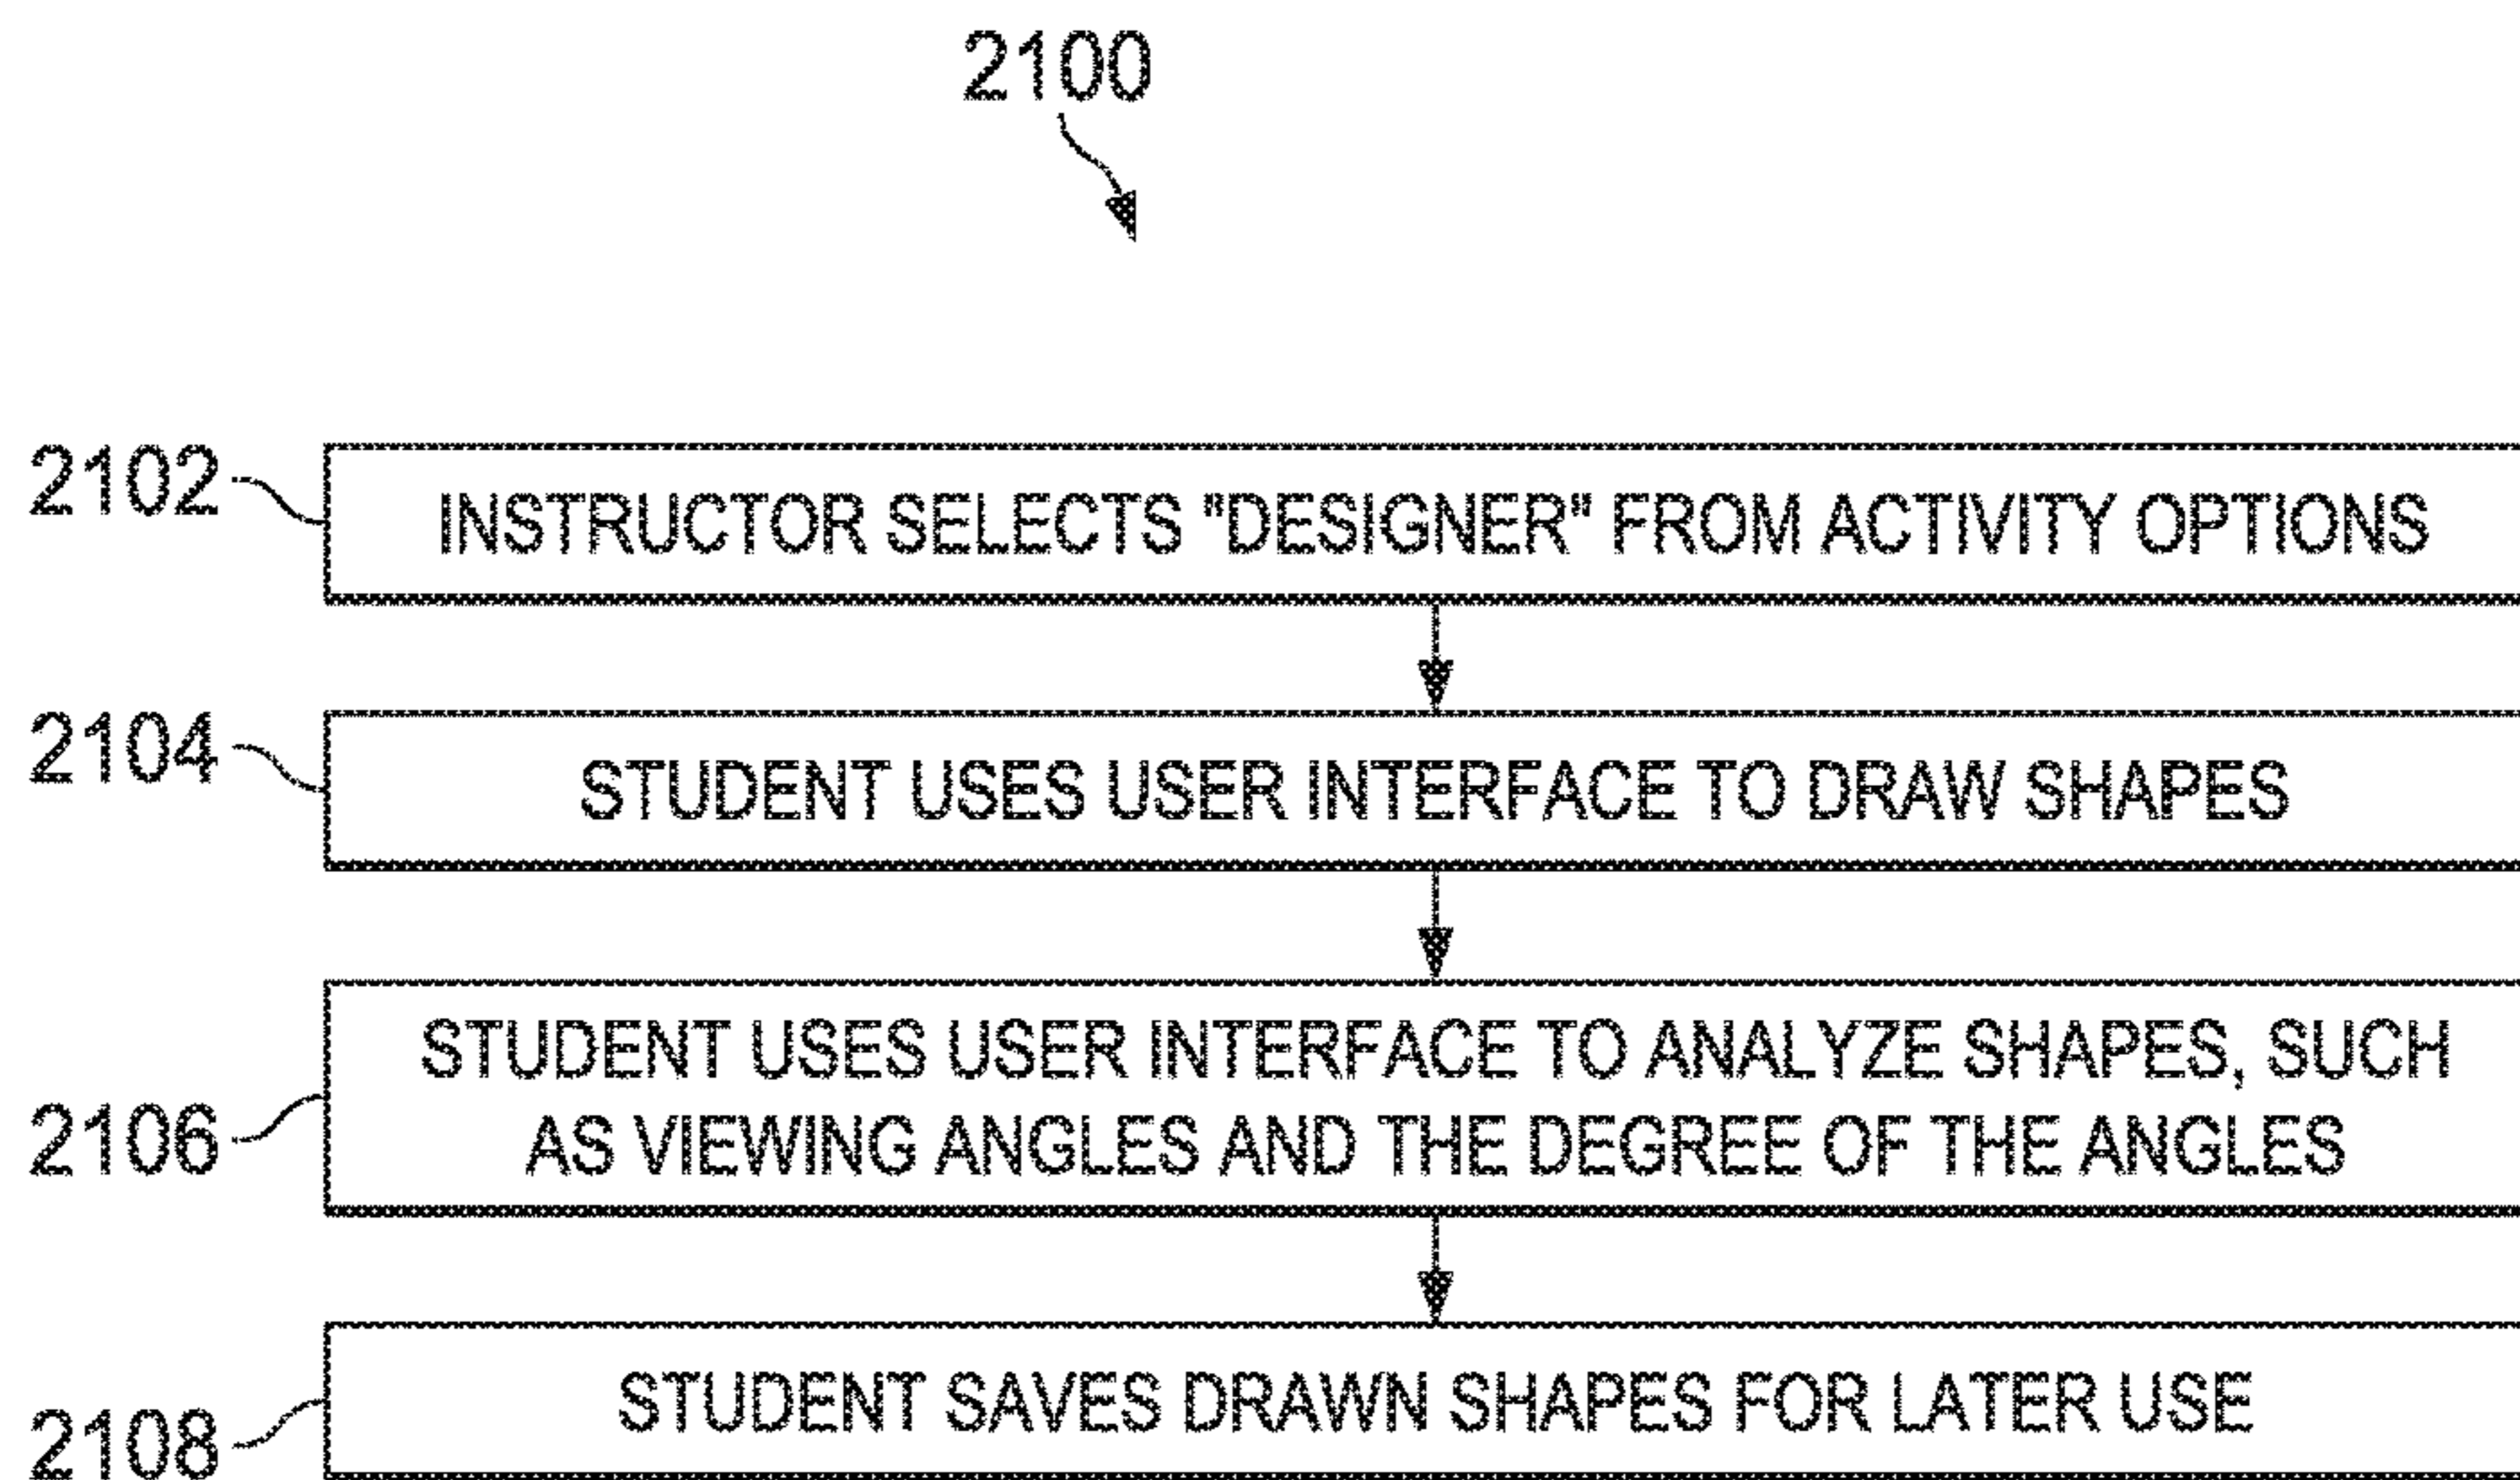 2100
2102
INSTRUCTOR SELECTS "DESIGNER" FROM ACTIVITY OPTIONS
2104
STUDENT USES USER INTERFACE TO DRAW SHAPES
2106
STUDENT USES USER INTERFACE TO ANALYZE SHAPES, SUCH
AS VIEWING ANGLES AND THE DEGREE OF THE ANGLES
2108
STUDENT SAVES DRAWN SHAPES FOR LATER USE